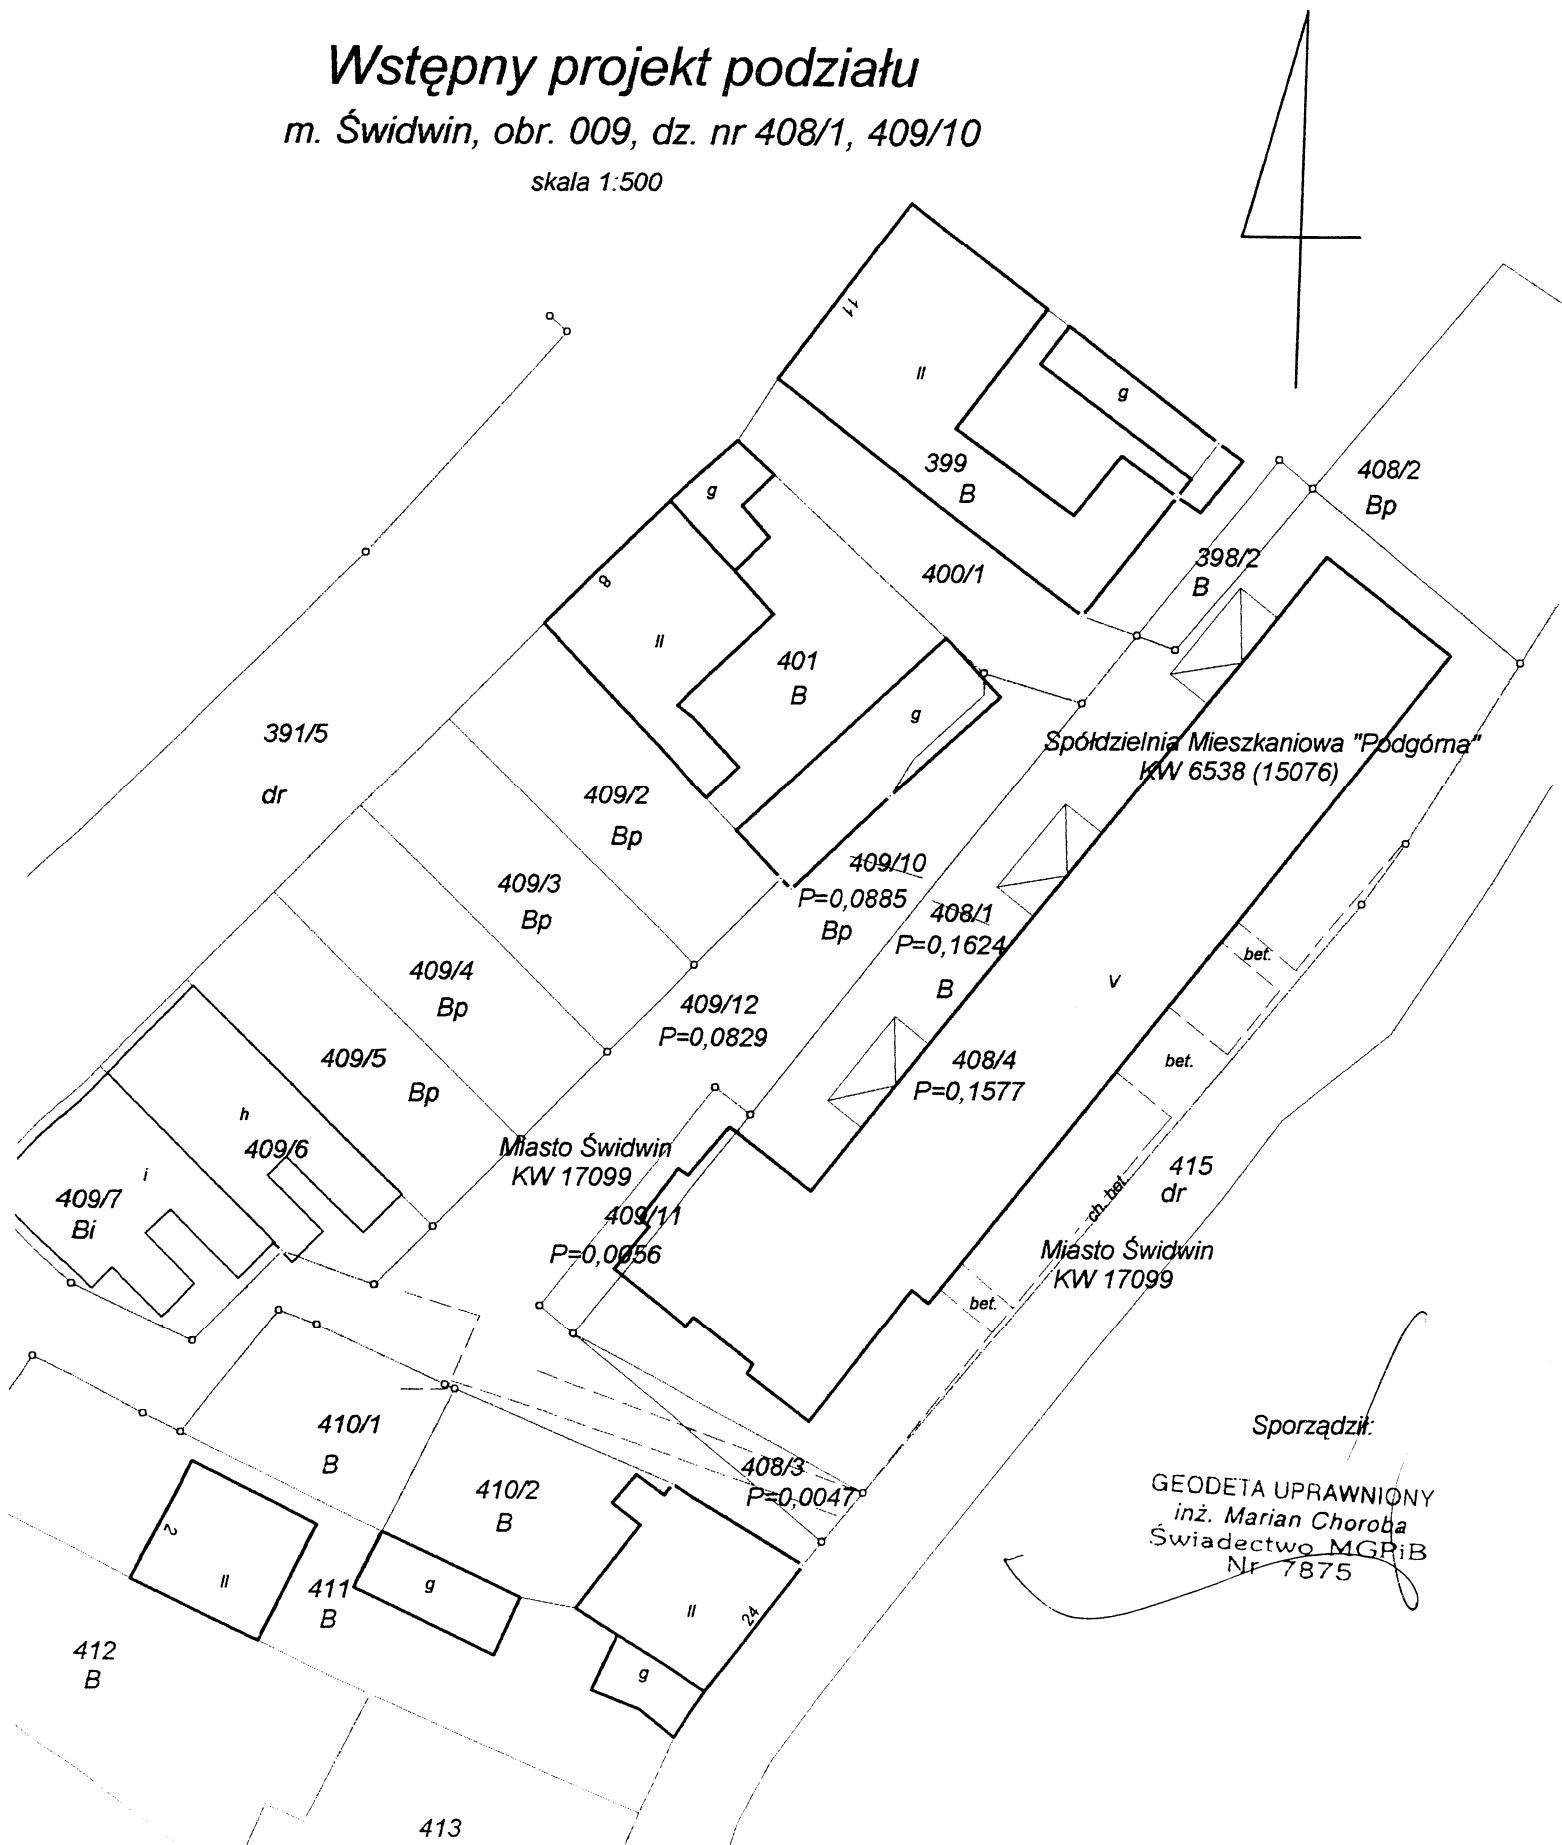 Wstępny projekt podziału
m. Świdwin, obr. 009, dz. nr 408/1, 409/10
skala 1:500
11
II
g
399
B
408/2
Bp
g
400/1
398/2
B
8
II
401
B
g
391/5
dr
Spółdzielnia Mieszkaniowa "Podgórna"
KW 6538 (15076)
409/2
Bp
409/10
P=0,0885
Bp
408/1
P=0,1624
B
409/3
Bp
V
bet.
409/4
Bp
409/12
P=0,0829
408/4
P=0,1577
bet.
409/5
Bp
h
409/6
Miasto Świdwin
KW 17099
i
409/7
Bi
415
dr
ch. bet.
409/11
P=0,0056
Miasto Świdwin
KW 17099
bet.
410/1
B
Sporządził:
408/3
P=0,0047
410/2
B
GEODETA UPRAWNIONY
inż. Marian Choroba
Świadectwo MGPiB
Nr 7875
2
II
411
B
g
II
24
412
B
g
413